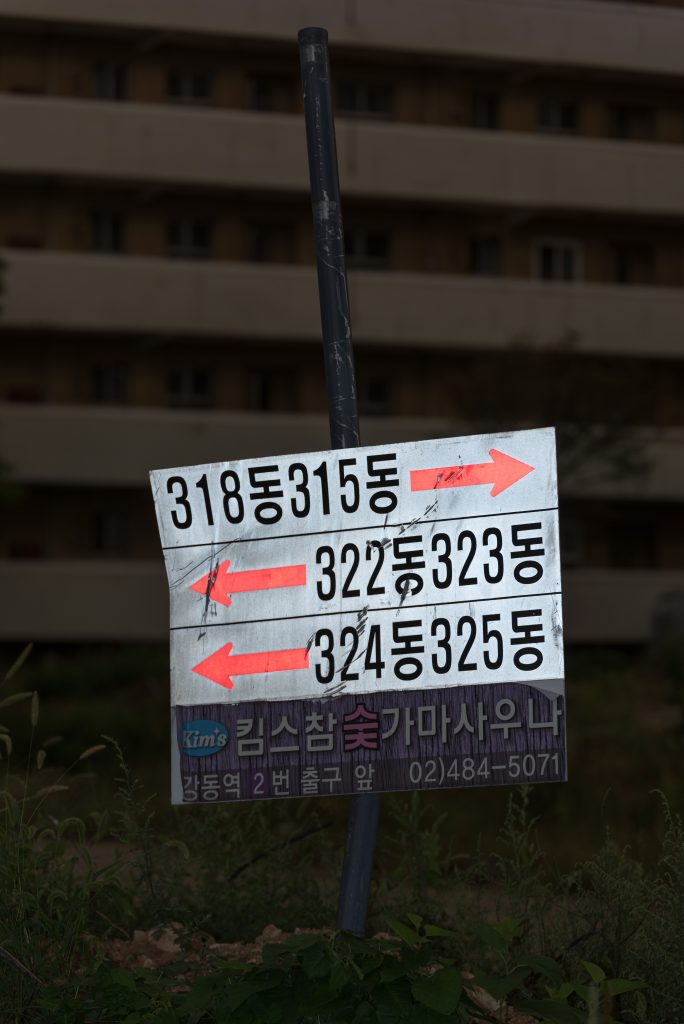 318동315동
322동323동
324동325동
Kim's 킴스참숯가마사우나
강동역 2번 출구 앞 02)484-5071